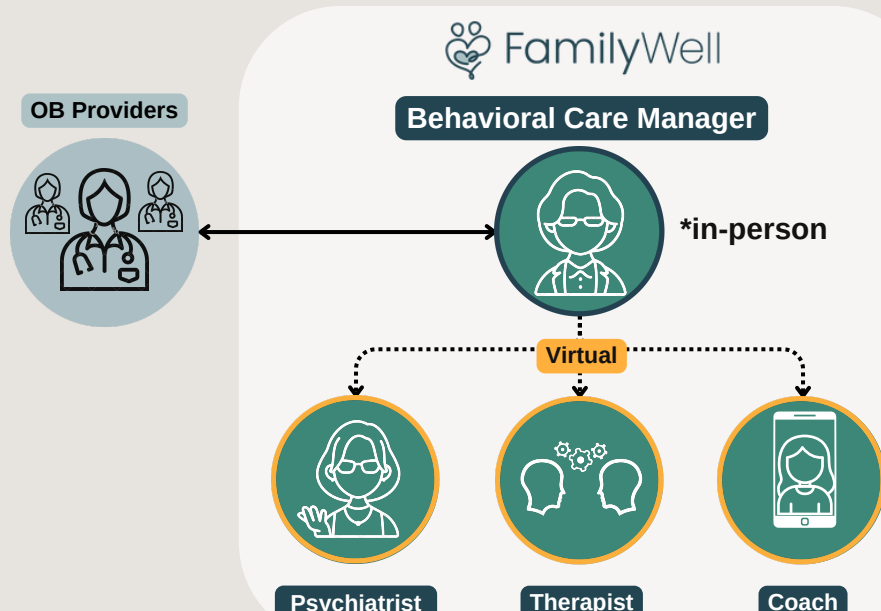 FamilyWell
OB Providers
Behavioral Care Manager
*in-person
Virtual
Psychiatrist
Therapist
Coach